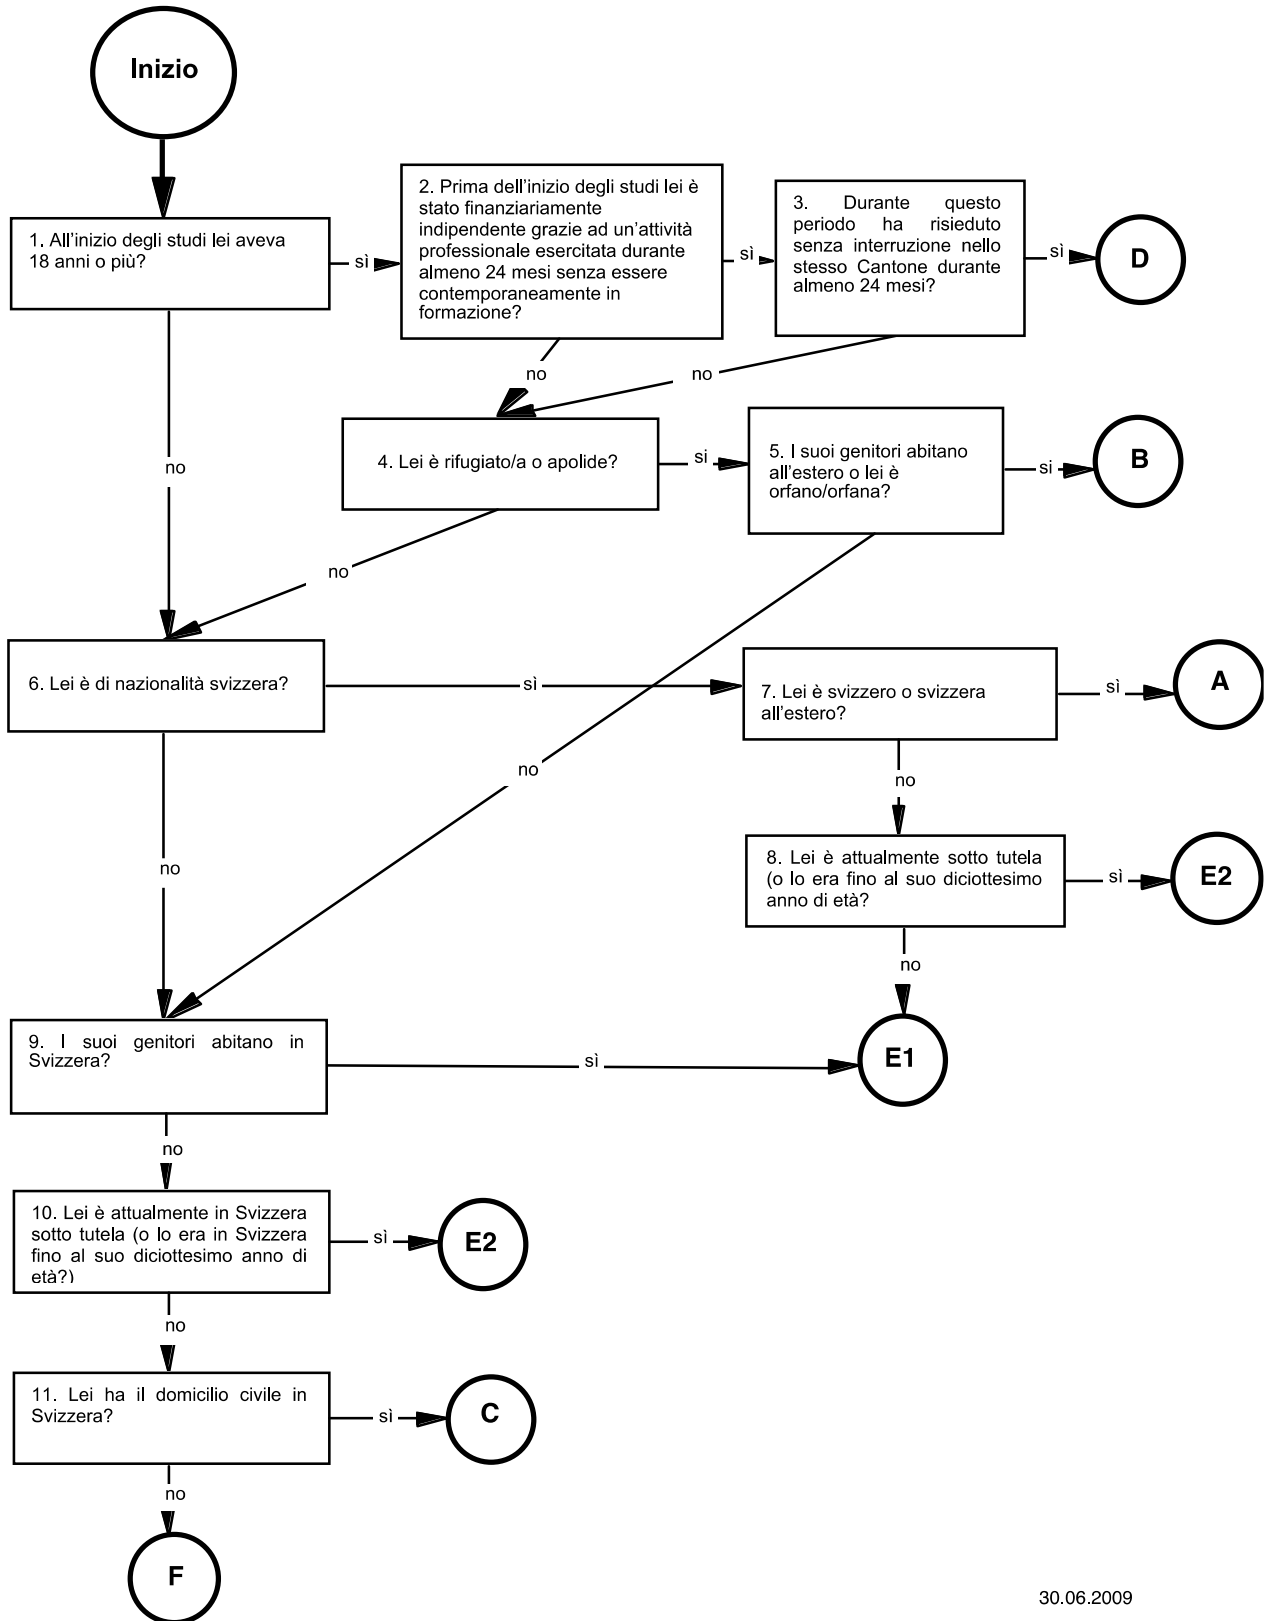 Inizio
1. All'inizio degli studi lei aveva
18 anni o più?
sì
2. Prima dell'inizio degli studi lei è
stato finanziariamente
indipendente grazie ad un'attività
professionale esercitata durante
almeno 24 mesi senza essere
contemporaneamente in
formazione?
sì
3. Durante questo
periodo ha risieduto
senza interruzione nello
stesso Cantone durante
almeno 24 mesi?
sì
D
no
no
no
4. Lei è rifugiato/a o apolide?
si
5. I suoi genitori abitano
all'estero o lei è
orfano/orfana?
si
B
no
6. Lei è di nazionalità svizzera?
sì
7. Lei è svizzero o svizzera
all'estero?
sì
A
no
no
no
8. Lei è attualmente sotto tutela
(o lo era fino al suo diciottesimo
anno di età?
sì
E2
no
9. I suoi genitori abitano in
Svizzera?
sì
E1
no
10. Lei è attualmente in Svizzera
sotto tutela (o lo era in Svizzera
fino al suo diciottesimo anno di
età?)
sì
E2
no
11. Lei ha il domicilio civile in
Svizzera?
sì
C
no
F
30.06.2009